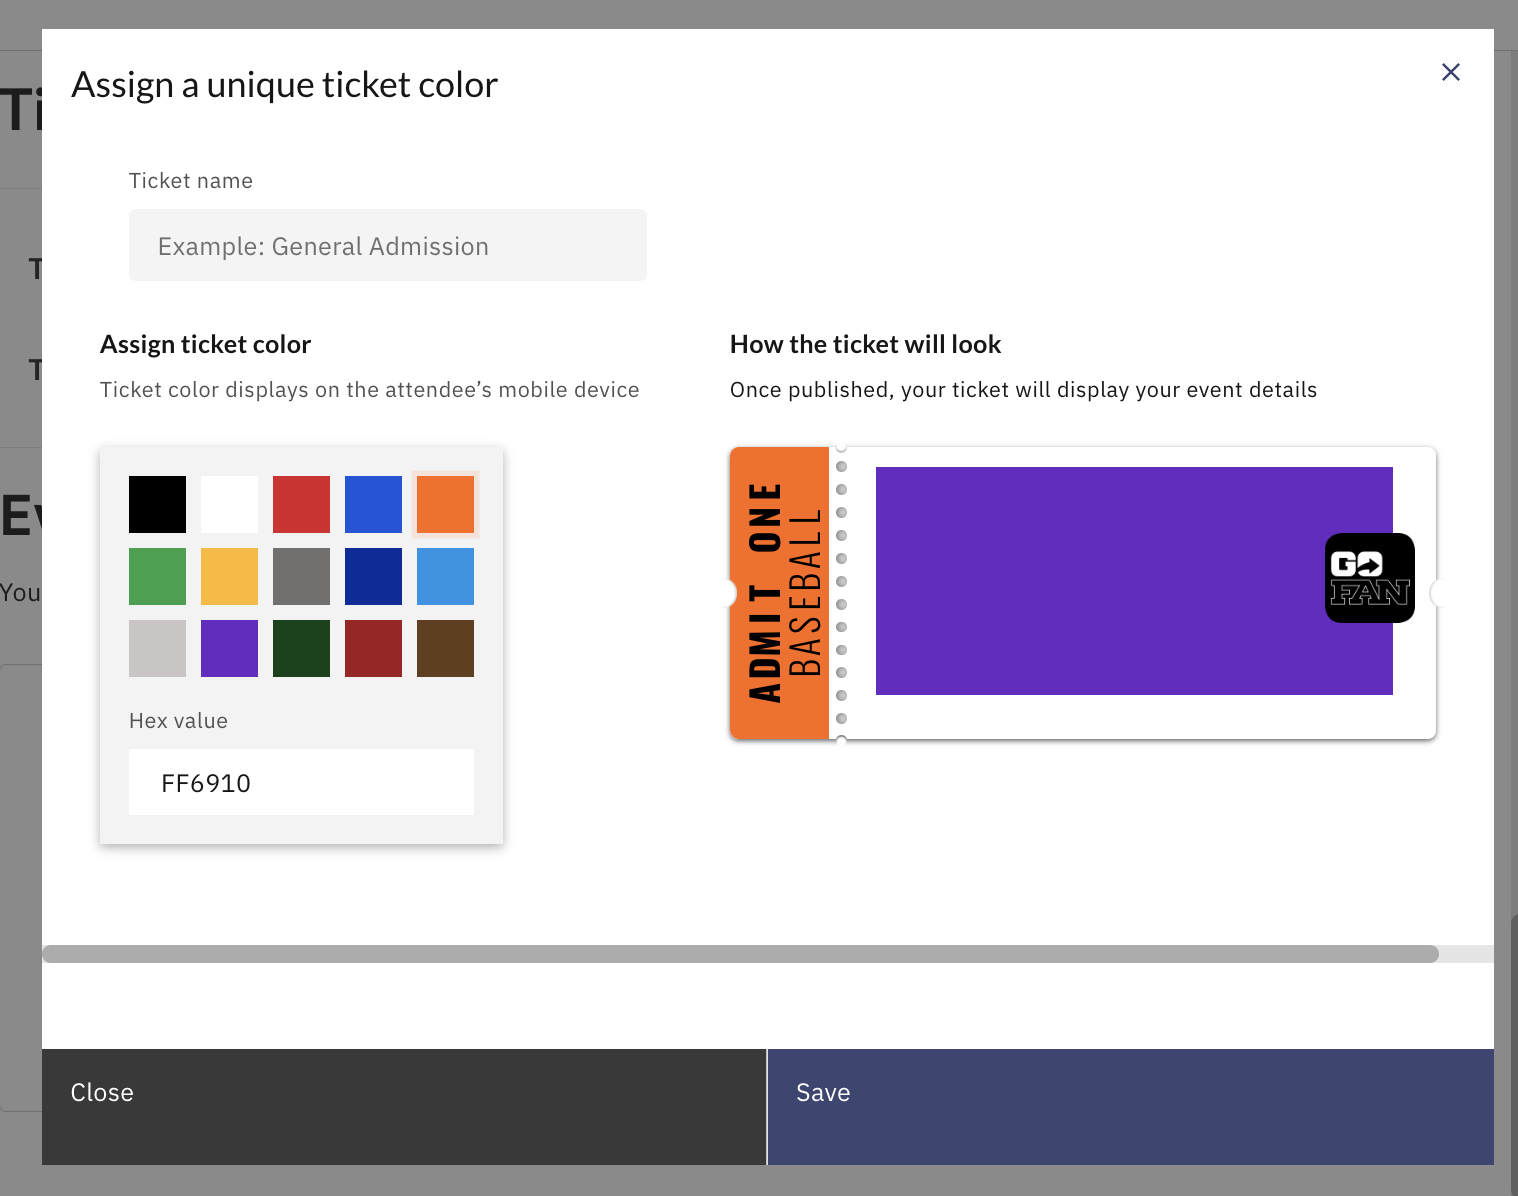 Assign a unique ticket color
Ti
T
T
Ev
You
Ticket name
Example: General Admission
Assign ticket color
Ticket color displays on the attendee’s mobile device
Hex value
FF6910
How the ticket will look
Once published, your ticket will display your event details
ADMIT ONE
BASEBALL
GO
FAN
Close
Save